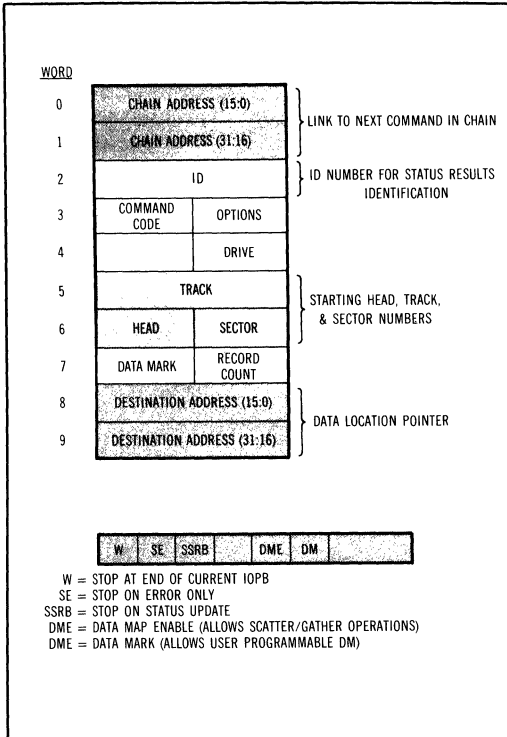 WORD
0 CHAIN ADDRESS (15:0)
1 CHAIN ADDRESS (31:16)
LINK TO NEXT COMMAND IN CHAIN
2 ID
ID NUMBER FOR STATUS RESULTS
IDENTIFICATION
3 COMMAND CODE OPTIONS
4 DRIVE
5 TRACK
6 HEAD SECTOR
STARTING HEAD, TRACK,
& SECTOR NUMBERS
7 DATA MARK RECORD COUNT
8 DESTINATION ADDRESS (15:0)
9 DESTINATION ADDRESS (31:16)
DATA LOCATION POINTER
W SE SSRB DME DM
W = STOP AT END OF CURRENT IOPB
SE = STOP ON ERROR ONLY
SSRB = STOP ON STATUS UPDATE
DME = DATA MAP ENABLE (ALLOWS SCATTER/GATHER OPERATIONS)
DME = DATA MARK (ALLOWS USER PROGRAMMABLE DM)